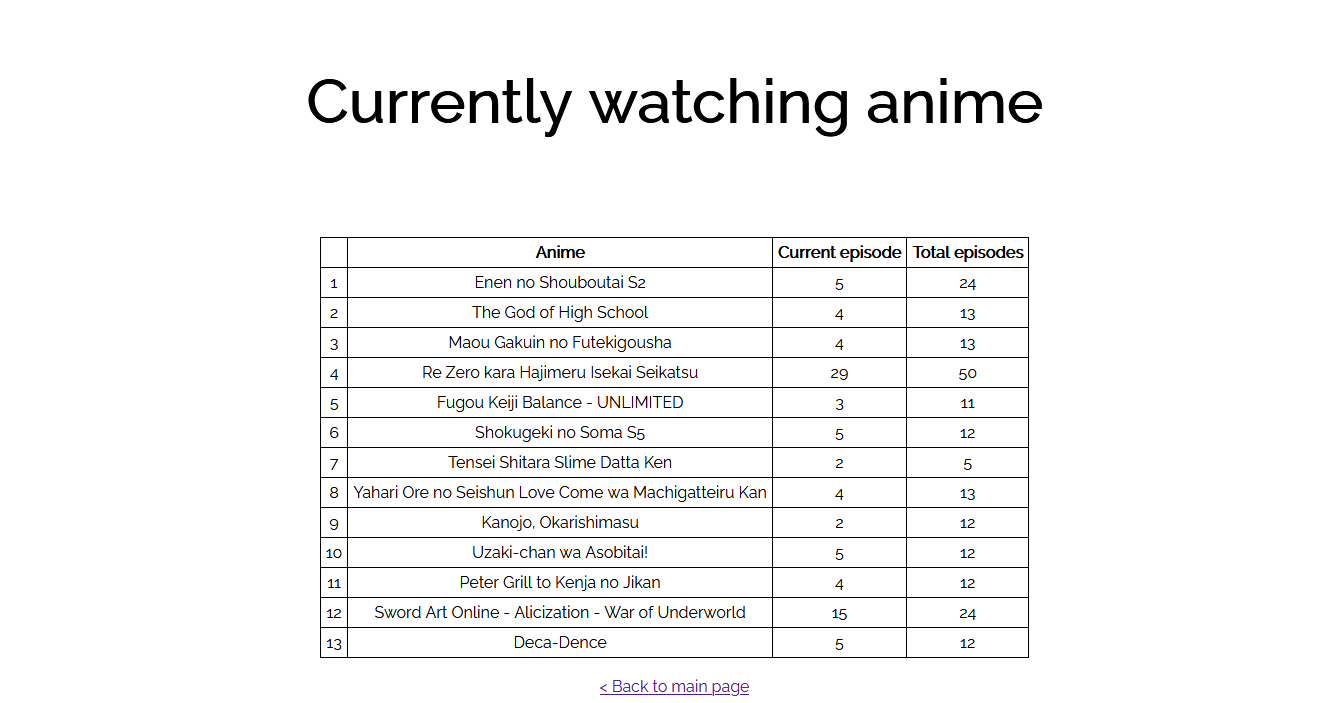 Currently watching anime
Anime Current episode Total episodes
1 Enen no Shouboutai S2 5 24
2 The God of High School 4 13
3 Maou Gakuin no Futekigousha 4 13
4 Re Zero kara Hajimeru Isekai Seikatsu 29 50
5 Fugou Keiji Balance - UNLIMITED 3 11
6 Shokugeki no Soma S5 5 12
7 Tensei Shitara Slime Datta Ken 2 5
8 Yahari Ore no Seishun Love Come wa Machigatteiru Kan 4 13
9 Kanojo, Okarishimasu 2 12
10 Uzaki-chan wa Asobitai! 5 12
11 Peter Grill to Kenja no Jikan 4 12
12 Sword Art Online - Alicization - War of Underworld 15 24
13 Deca-Dence 5 12
< Back to main page